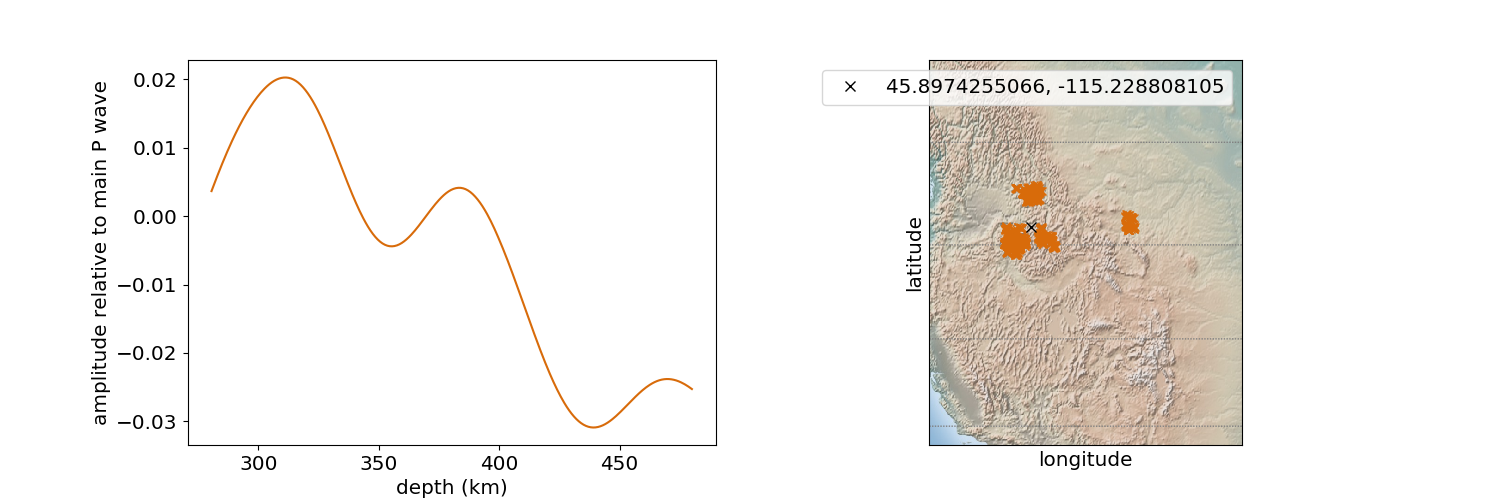 0.02
0.01
0.00
−0.01
−0.02
−0.03
amplitude relative to main P wave
300
350
400
450
depth (km)
45.8974255066, -115.228808105
latitude
longitude